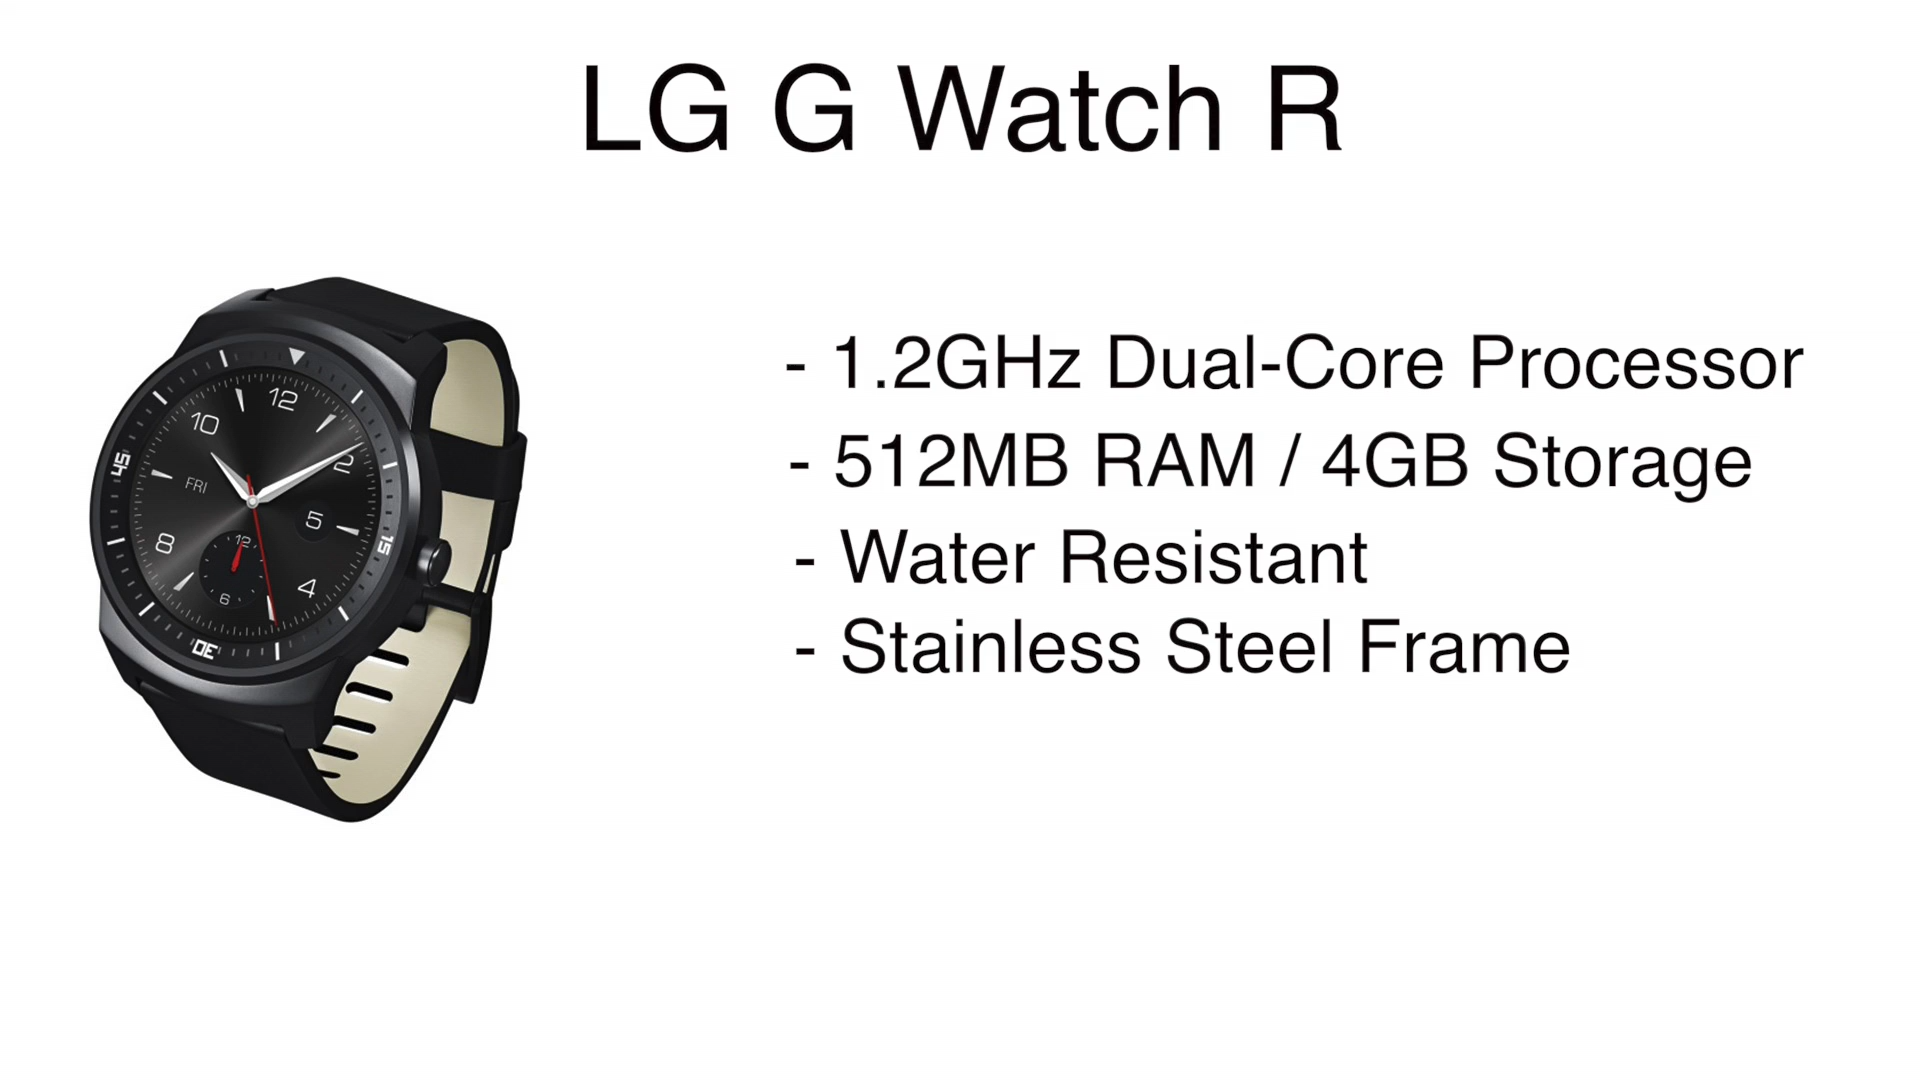 LG G Watch R
- 1.2GHz Dual-Core Processor
- 512MB RAM / 4GB Storage
- Water Resistant
- Stainless Steel Frame
12
10
2
FRI
5
8
4
12
6
45
15
30